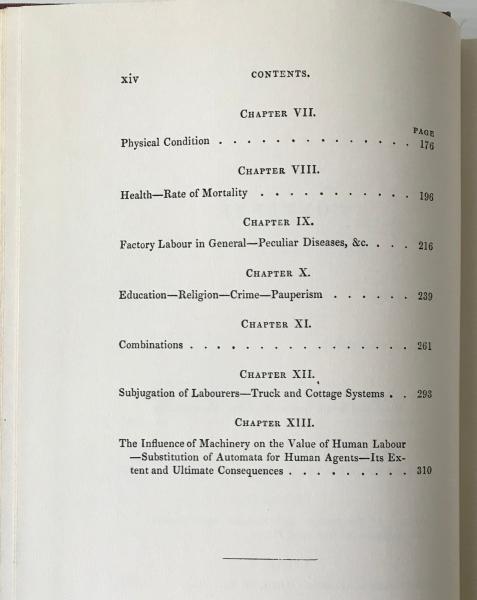 xiv CONTENTS.
CHAPTER VII.
PAGE
Physical Condition . . . . . . . . . . . . . . 176
CHAPTER VIII.
Health—Rate of Mortality . . . . . . . . . . . 196
CHAPTER IX.
Factory Labour in General—Peculiar Diseases, &c. . . . 216
CHAPTER X.
Education—Religion—Crime—Pauperism . . . . . . 239
CHAPTER XI.
Combinations . . . . . . . . . . . . . . . . 261
CHAPTER XII.
Subjugation of Labourers—Truck and Cottage Systems . . 293
CHAPTER XIII.
The Influence of Machinery on the Value of Human Labour
—Substitution of Automata for Human Agents—Its Ex-
tent and Ultimate Consequences . . . . . . . . . 310